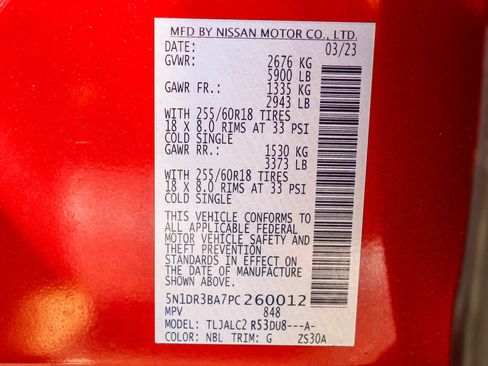 MFD BY NISSAN MOTOR CO., LTD.
DATE: 03/23
GVWR: 2676 KG
5900 LB
GAWR FR.: 1335 KG
2943 LB
WITH 255/60R18 TIRES
18 X 8.0 RIMS AT 33 PSI
COLD SINGLE
GAWR RR.: 1530 KG
3373 LB
WITH 255/60R18 TIRES
18 X 8.0 RIMS AT 33 PSI
COLD SINGLE
THIS VEHICLE CONFORMS TO
ALL APPLICABLE FEDERAL
MOTOR VEHICLE SAFETY AND
THEFT PREVENTION
STANDARDS IN EFFECT ON
THE DATE OF MANUFACTURE
SHOWN ABOVE.
5N1DR3BA7PC260012
MPV 848
MODEL: TLJALC2 R53DU8---A-
COLOR: NBL TRIM: G ZS30A